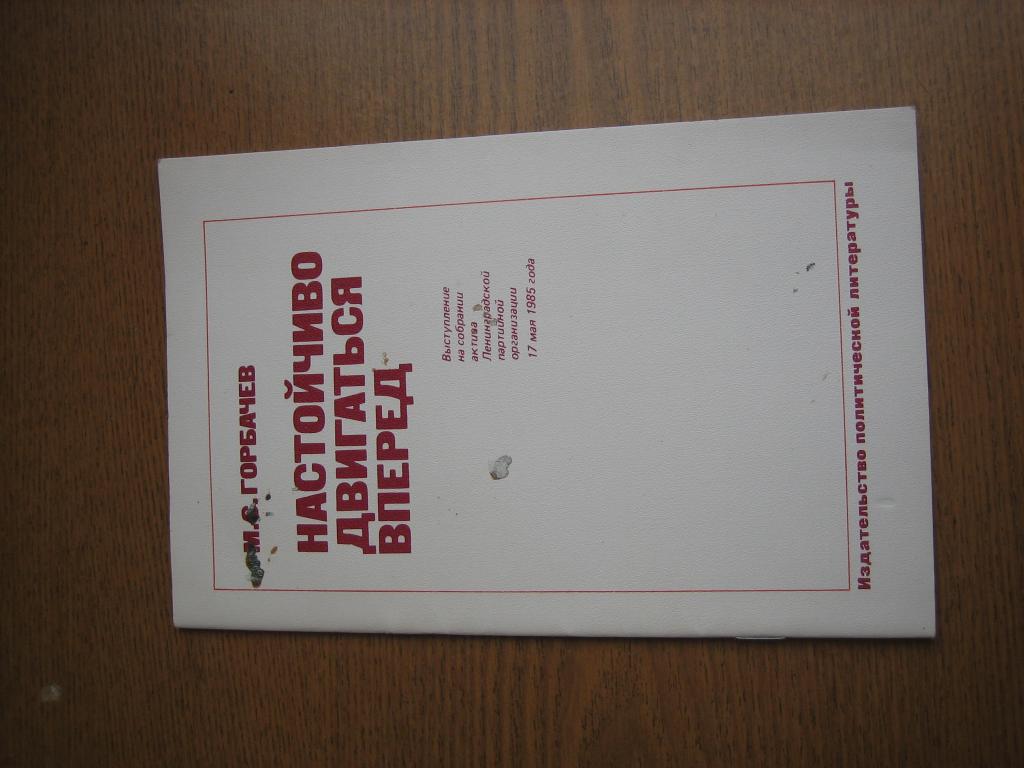 М.С.ГОРБАЧЕВ
НАСТОЙЧИВО
ДВИГАТЬСЯ
ВПЕРЕД
Выступление
на собрании
актива
Ленинградской
партийной
организации
17 мая 1985 года
Издательство политической литературы